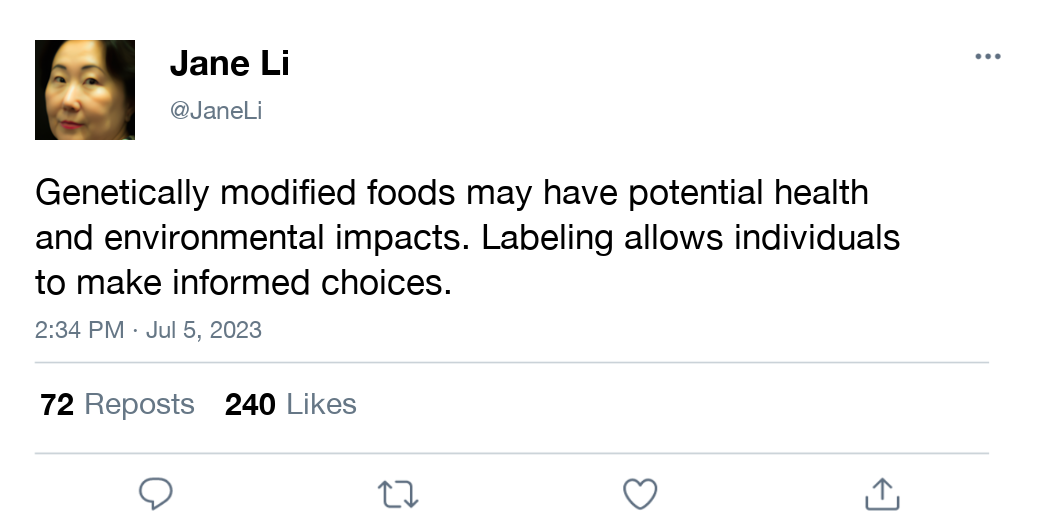 Jane Li
@JaneLi
Genetically modified foods may have potential health
and environmental impacts. Labeling allows individuals
to make informed choices.
2:34 PM · Jul 5, 2023
72 Reposts 240 Likes